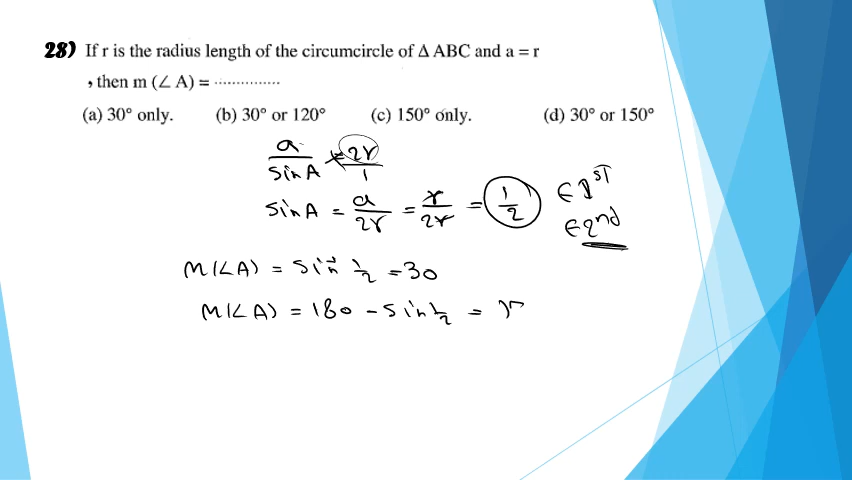 28) If r is the radius length of the circumcircle of Δ ABC and a = r
, then m (∠ A) = ...............
(a) 30° only. (b) 30° or 120° (c) 150° only. (d) 30° or 150°
a/sin A = 2r/1
sin A = a/2r = r/2r = 1/2 ∈ 1st
∈ 2nd
m(∠A) = sin⁻¹ 1/2 = 30
m(∠A) = 180 - sin 1/2 =